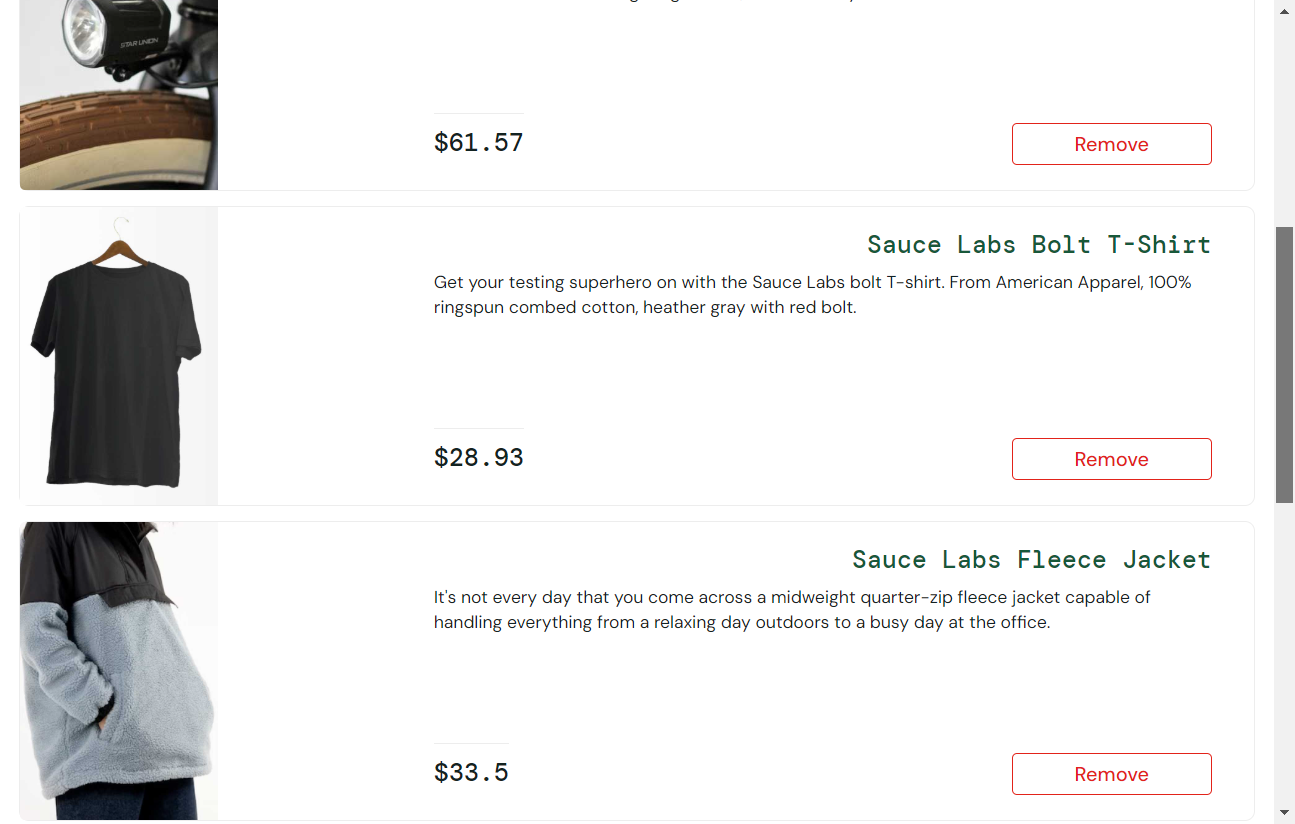 STAR UNION
$61.57
Remove
Sauce Labs Bolt T-Shirt
Get your testing superhero on with the Sauce Labs bolt T-shirt. From American Apparel, 100%
ringspun combed cotton, heather gray with red bolt.
$28.93
Remove
Sauce Labs Fleece Jacket
It's not every day that you come across a midweight quarter-zip fleece jacket capable of
handling everything from a relaxing day outdoors to a busy day at the office.
$33.5
Remove